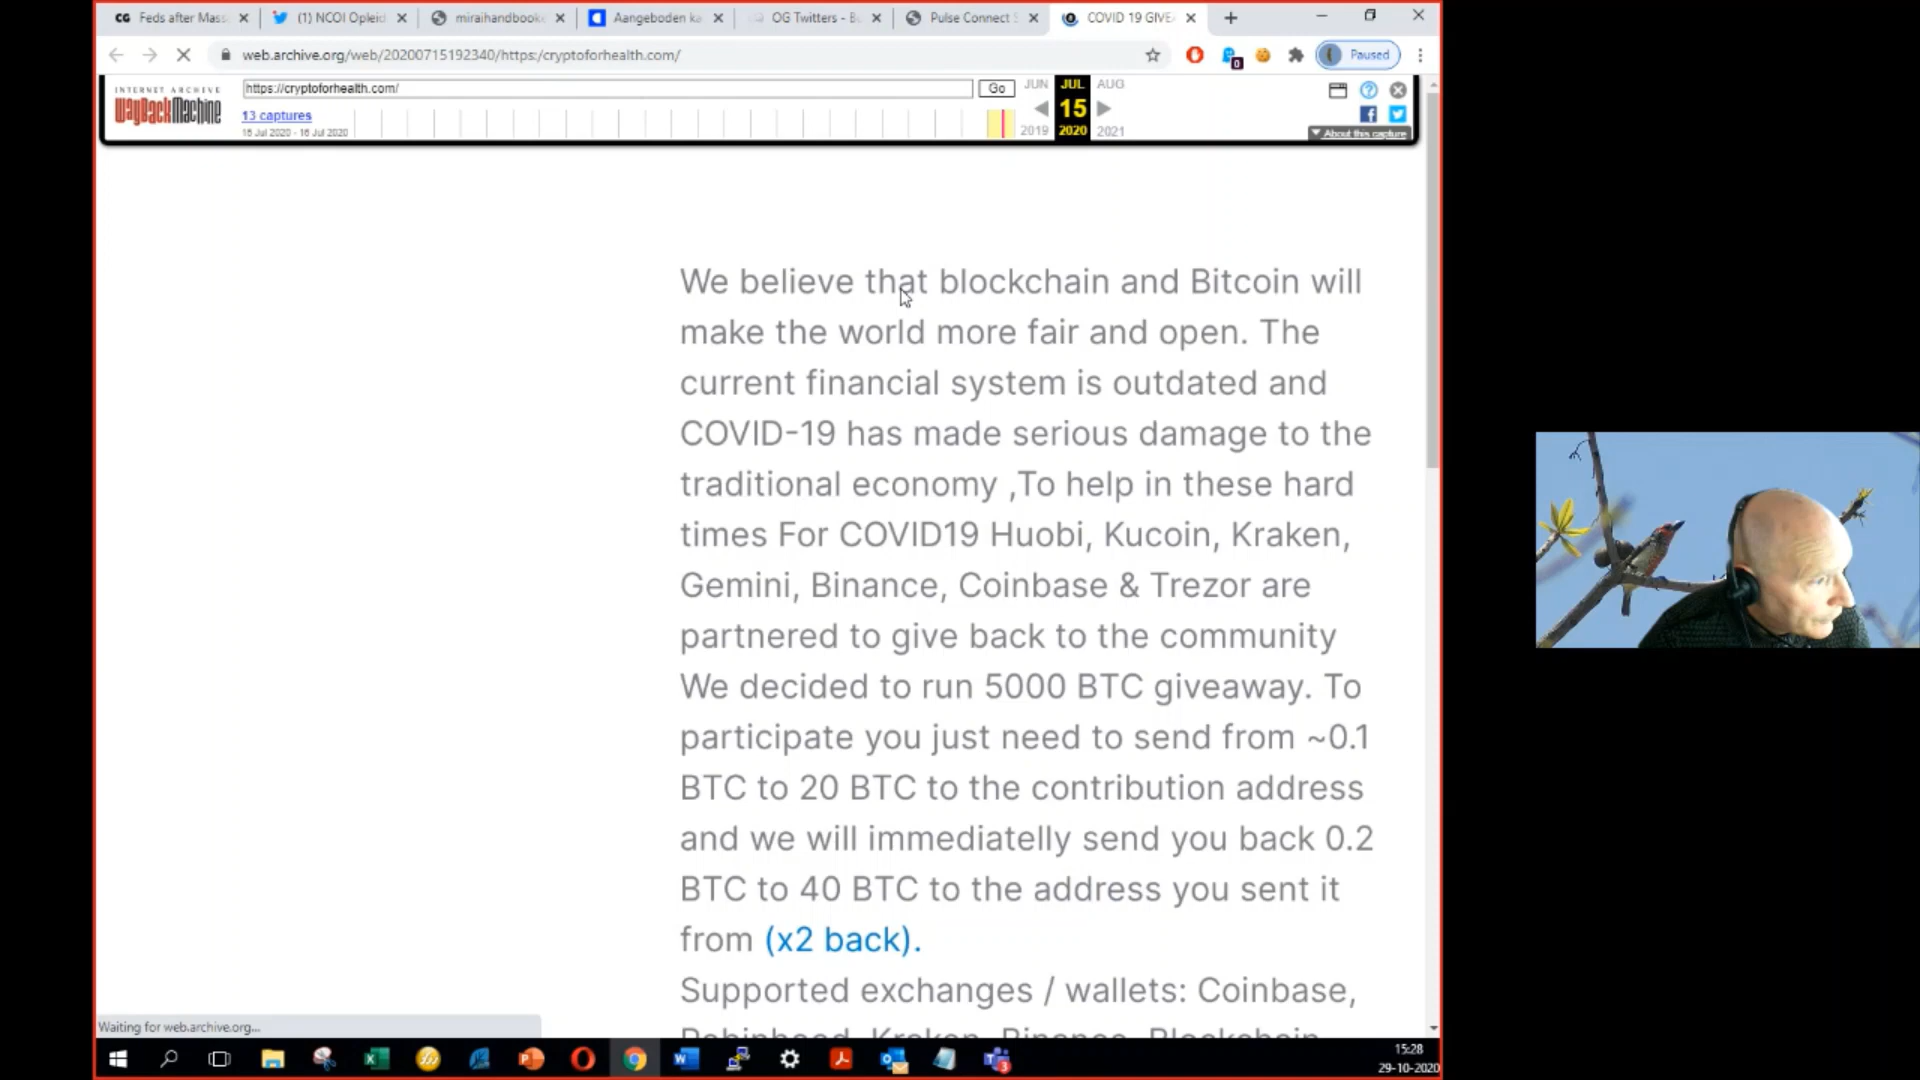 Feds after Mass
(1) NCOI Opleid
miraihandbook
Aangeboden ka
OG Twitters - B
Pulse Connect S
COVID 19 GIVE
web.archive.org/web/20200715192340/https:/cryptoforhealth.com/
Paused
INTERNET ARCHIVE
WayBackMachine
https://cryptoforhealth.com/
Go
JUN
JUL
AUG
13 captures
15
15 Jul 2020 - 16 Jul 2020
2019
2020
2021
About this capture
We believe that blockchain and Bitcoin will
make the world more fair and open. The
current financial system is outdated and
COVID-19 has made serious damage to the
traditional economy ,To help in these hard
times For COVID19 Huobi, Kucoin, Kraken,
Gemini, Binance, Coinbase & Trezor are
partnered to give back to the community
We decided to run 5000 BTC giveaway. To
participate you just need to send from ~0.1
BTC to 20 BTC to the contribution address
and we will immediatelly send you back 0.2
BTC to 40 BTC to the address you sent it
from (x2 back).
Supported exchanges / wallets: Coinbase,
Robinhood, Kraken, Binance, Blockchain
Waiting for web.archive.org...
15:28
29-10-2020